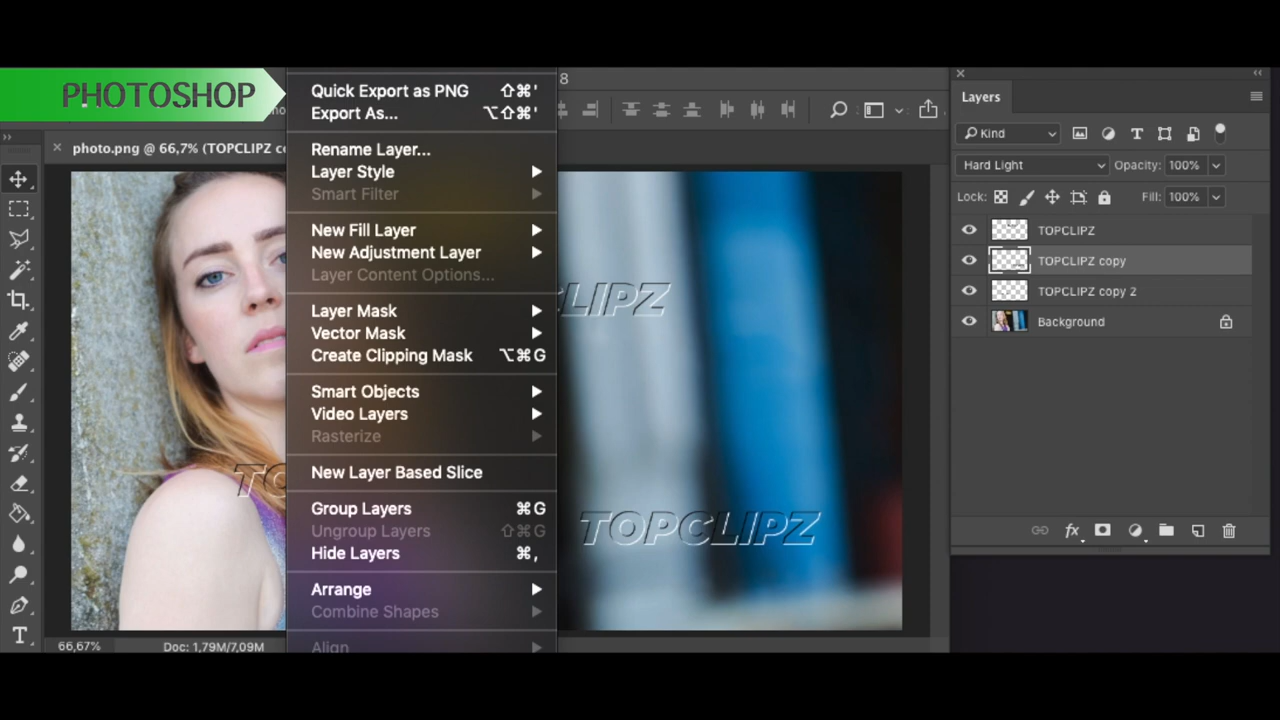 PHOTOSHOP
8
Quick Export as PNG ⇧⌘'
Export As... ⌥⇧⌘'
Rename Layer...
Layer Style
Smart Filter
New Fill Layer
New Adjustment Layer
Layer Content Options...
Layer Mask
Vector Mask
Create Clipping Mask ⌥⌘G
Smart Objects
Video Layers
Rasterize
New Layer Based Slice
Group Layers ⌘G
Ungroup Layers ⇧⌘G
Hide Layers ⌘,
Arrange
Combine Shapes
Align
photo.png @ 66,7% (TOPCLIPZ co
CLIPZ
TO
TOPCLIPZ
66,67%
Doc: 1,79M/7,09M
Layers
Kind
Hard Light Opacity: 100%
Lock: Fill: 100%
TOPCLIPZ
TOPCLIPZ copy
TOPCLIPZ copy 2
Background